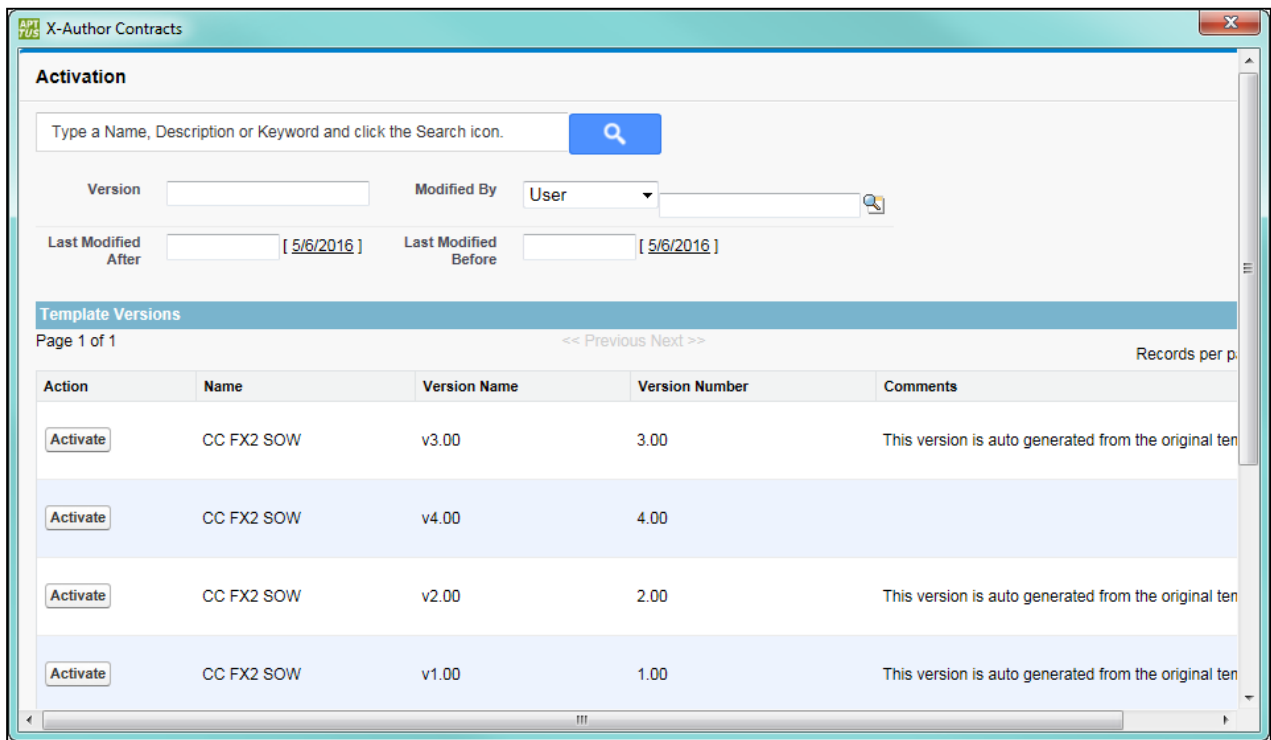 APT
TUS
X-Author Contracts
X
Activation
Type a Name, Description or Keyword and click the Search icon.
Version
Modified By
User
Last Modified
After
[ 5/6/2016 ]
Last Modified
Before
[ 5/6/2016 ]
Template Versions
Page 1 of 1
<< Previous Next >>
Records per
Action Name Version Name Version Number Comments
Activate CC FX2 SOW v3.00 3.00 This version is auto generated from the original
Activate CC FX2 SOW v4.00 4.00
Activate CC FX2 SOW v2.00 2.00 This version is auto generated from the original
Activate CC FX2 SOW v1.00 1.00 This version is auto generated from the original